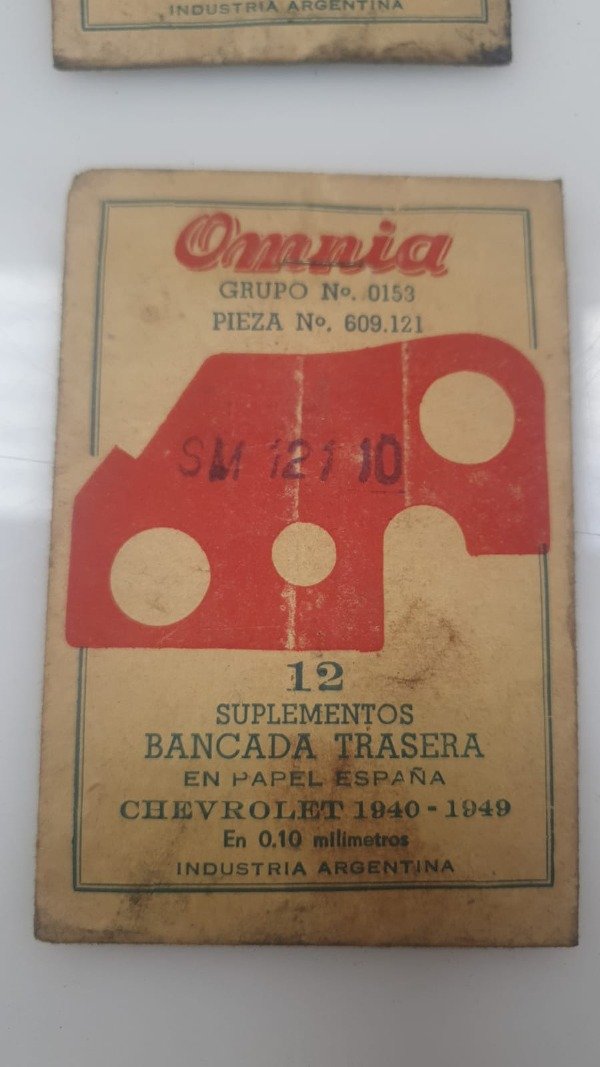 INDUSTRIA ARGENTINA
Omnia
GRUPO Nº. 0153
PIEZA Nº. 609.121
SM 121 10
12
SUPLEMENTOS
BANCADA TRASERA
EN PAPEL ESPAÑA
CHEVROLET 1940 - 1949
En 0.10 milimetros
INDUSTRIA ARGENTINA